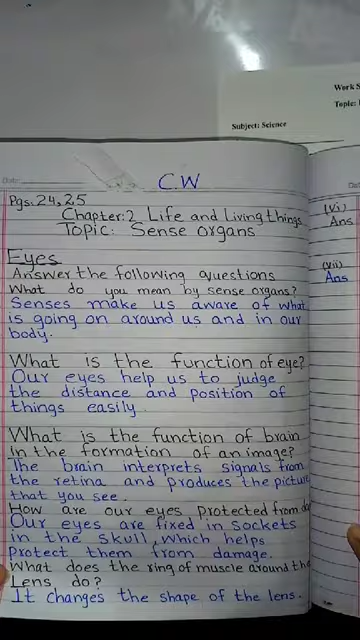 Work S
Topic:
Subject: Science
Date:
C.W
Pgs: 24, 25
Chapter: 2 Life and Living things
Topic: Sense organs
Eyes
Answer the following questions
What do you mean by sense organs?
Senses make us aware of what
is going on around us and in our
body.
What is the function of eye?
Our eyes help us to judge
the distance and position of
things easily.
What is the function of brain
in the formation of an image?
The brain interprets signals from
the retina and produces the picture
that you see.
How are our eyes protected from da
Our eyes are fixed in sockets
in the skull, which helps
protect them from damage.
What does the ring of muscle around the
Lens do?
It changes the shape of the lens.
(vi)
Ans
(vii)
Ans